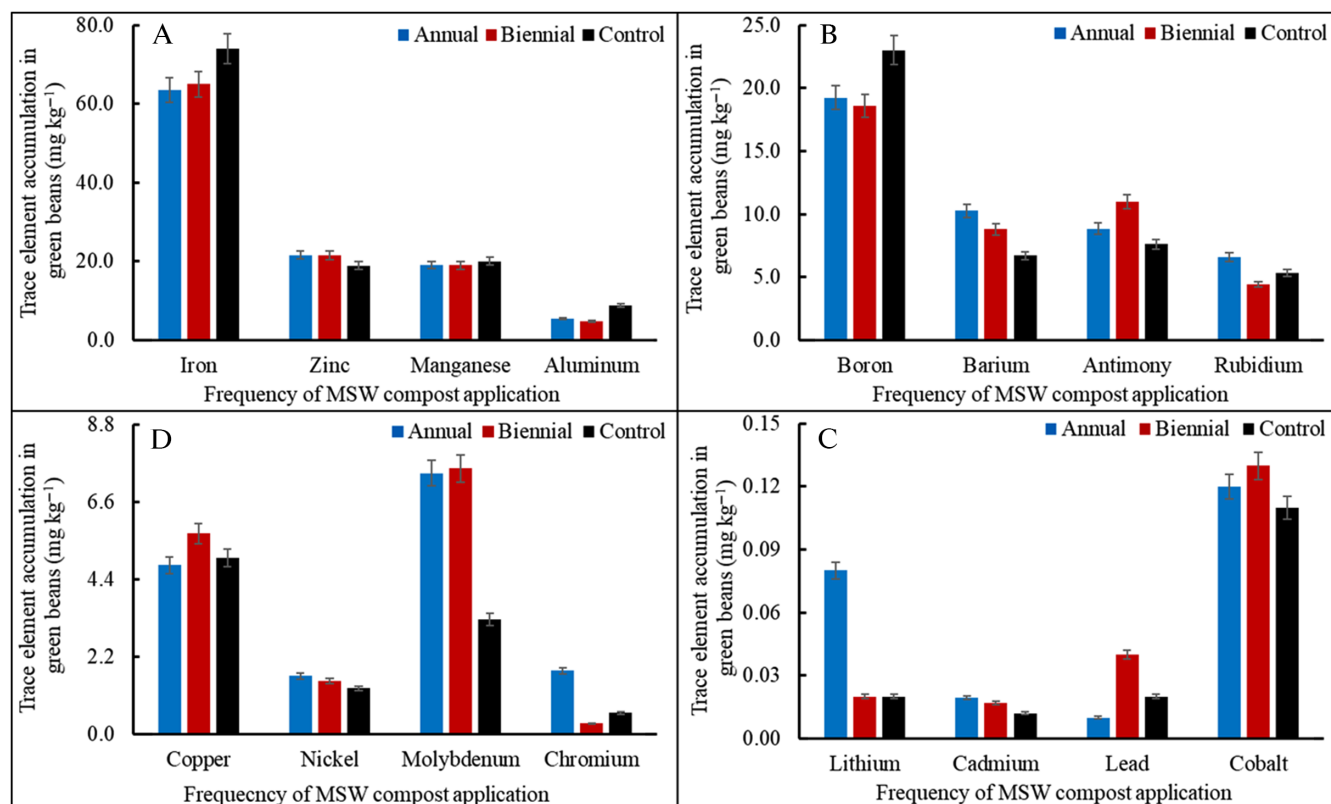 A
Annual Biennial Control
Trace element accumulation in
green beans (mg kg⁻¹)
80.0
60.0
40.0
20.0
0.0
Iron Zinc Manganese Aluminum
Frequency of MSW compost application
B
Annual Biennial Control
Trace element accumulation in
green beans (mg kg⁻¹)
25.0
20.0
15.0
10.0
5.0
0.0
Boron Barium Antimony Rubidium
Frequency of MSW compost application
D
Annual Biennial Control
Trace element accumulation in
green beans (mg kg⁻¹)
8.8
6.6
4.4
2.2
0.0
Copper Nickel Molybdenum Chromium
Frequecncy of MSW compost application
C
Annual Biennial Control
Trace element accumulation in
green beans (mg kg⁻¹)
0.15
0.12
0.09
0.06
0.03
0.00
Lithium Cadmium Lead Cobalt
Frequency of MSW compost application